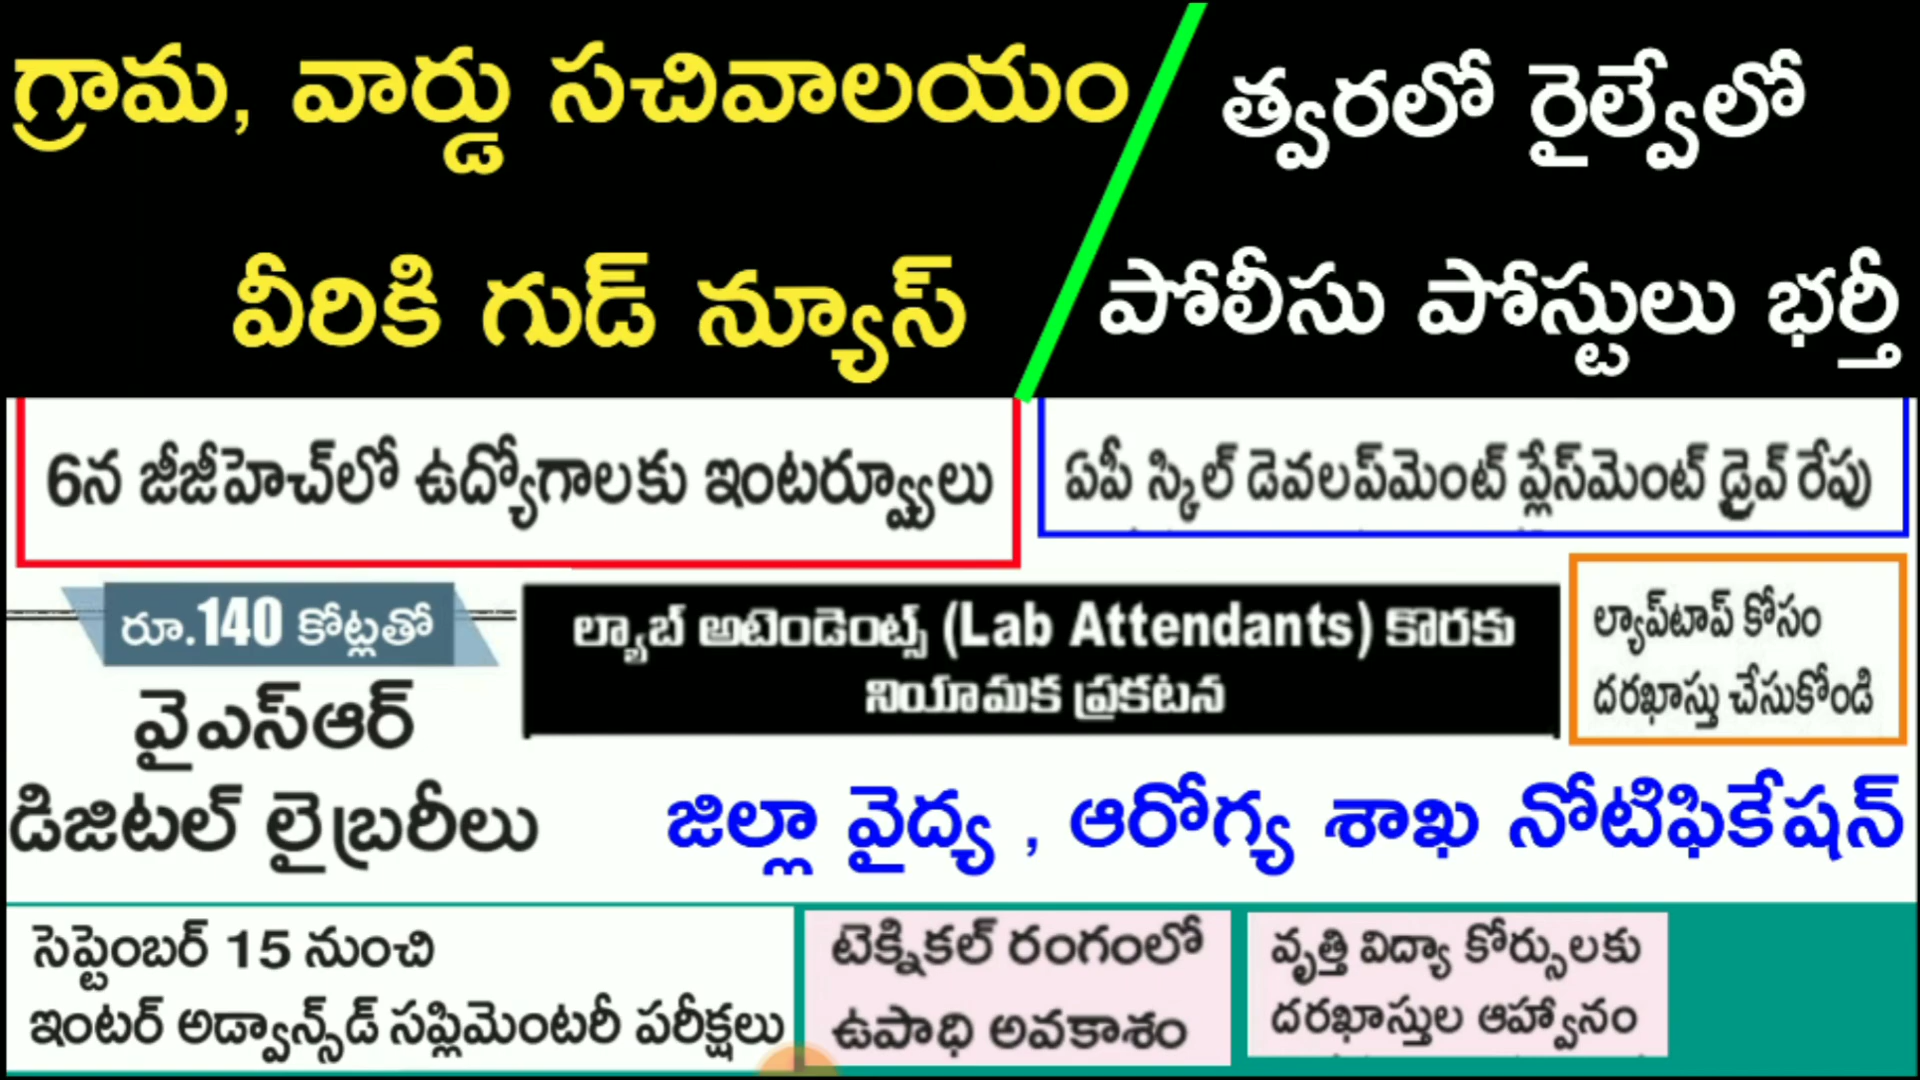 గ్రామ, వార్డు సచివాలయం
వీరికి గుడ్ న్యూస్
త్వరలో రైల్వేలో
పోలీసు పోస్టులు భర్తీ
6న జీజీహెచ్‌లో ఉద్యోగాలకు ఇంటర్వ్యూలు
ఏపీ స్కిల్ డెవలప్‌మెంట్ ప్లేస్‌మెంట్ డ్రైవ్ రేపు
రూ.140 కోట్లతో
వైఎస్ఆర్
డిజిటల్ లైబ్రరీలు
ల్యాబ్ అటెండెంట్స్ (Lab Attendants) కొరకు
నియామక ప్రకటన
ల్యాప్‌టాప్ కోసం
దరఖాస్తు చేసుకోండి
జిల్లా వైద్య , ఆరోగ్య శాఖ నోటిఫికేషన్
సెప్టెంబర్ 15 నుంచి
ఇంటర్ అడ్వాన్స్‌డ్ సప్లిమెంటరీ పరీక్షలు
టెక్నికల్ రంగంలో
ఉపాధి అవకాశం
వృత్తి విద్యా కోర్సులకు
దరఖాస్తుల ఆహ్వానం